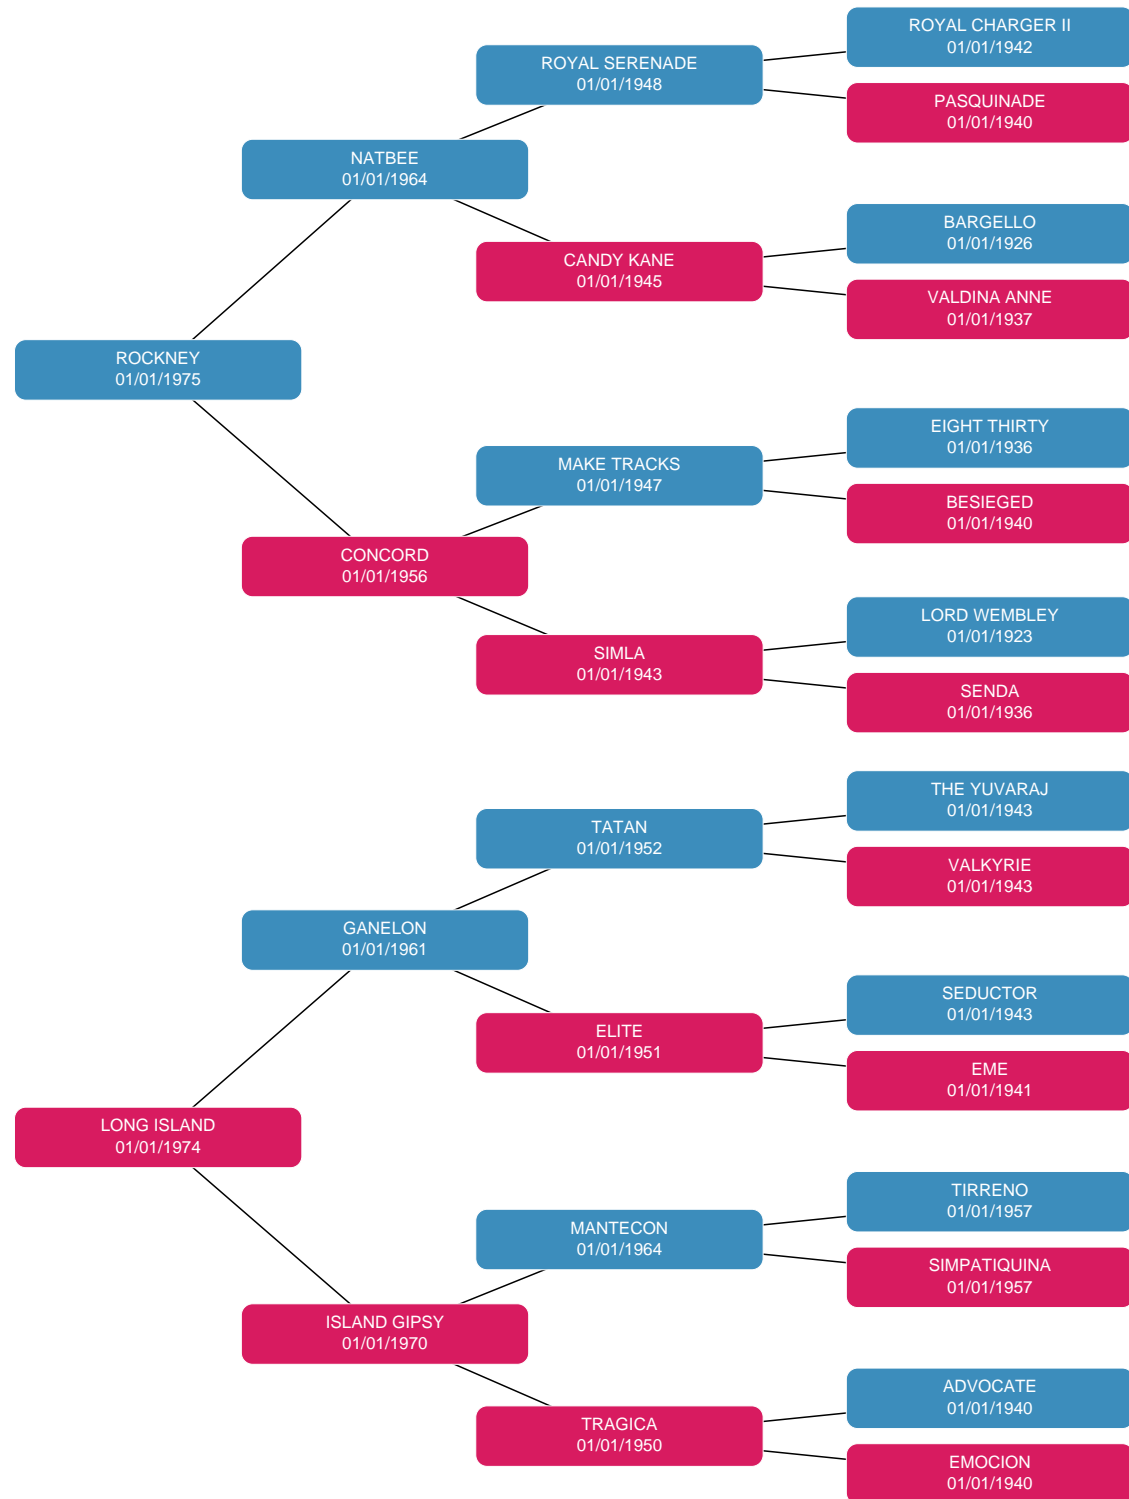 ROYAL CHARGER II
01/01/1942
ROYAL SERENADE
01/01/1948
PASQUINADE
01/01/1940
NATBEE
01/01/1964
BARGELLO
01/01/1926
CANDY KANE
01/01/1945
VALDINA ANNE
01/01/1937
ROCKNEY
01/01/1975
EIGHT THIRTY
01/01/1936
MAKE TRACKS
01/01/1947
BESIEGED
01/01/1940
CONCORD
01/01/1956
LORD WEMBLEY
01/01/1923
SIMLA
01/01/1943
SENDA
01/01/1936
THE YUVARAJ
01/01/1943
TATAN
01/01/1952
VALKYRIE
01/01/1943
GANELON
01/01/1961
SEDUCTOR
01/01/1943
ELITE
01/01/1951
EME
01/01/1941
LONG ISLAND
01/01/1974
TIRRENO
01/01/1957
MANTECON
01/01/1964
SIMPATIQUINA
01/01/1957
ISLAND GIPSY
01/01/1970
ADVOCATE
01/01/1940
TRAGICA
01/01/1950
EMOCION
01/01/1940